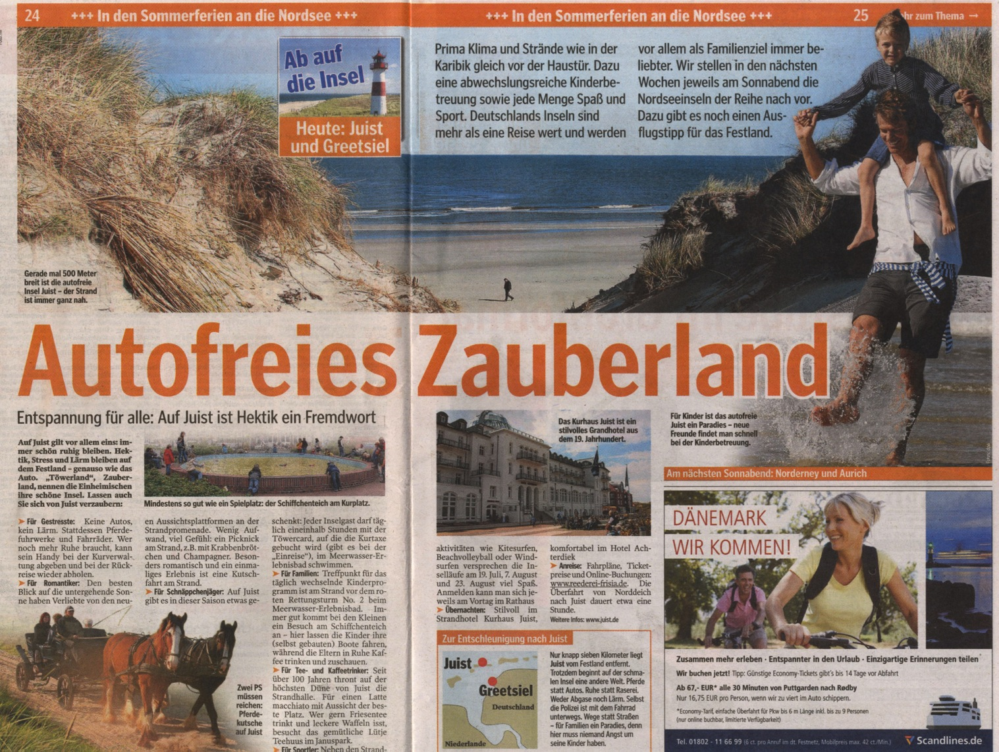 24
+++ In den Sommerferien an die Nordsee +++
+++ In den Sommerferien an die Nordsee +++
25
zum Thema →
Ab auf
die Insel
Heute: Juist
und Greetsiel
Prima Klima und Strände wie in der
Karibik gleich vor der Haustür. Dazu
eine abwechslungsreiche Kinderbe-
treuung sowie jede Menge Spaß und
Sport. Deutschlands Inseln sind
mehr als eine Reise wert und werden
vor allem als Familienziel immer be-
liebter. Wir stellen in den nächsten
Wochen jeweils am Sonnabend die
Nordseeinseln der Reihe nach vor.
Dazu gibt es noch einen Aus-
flugstipp für das Festland.
Gerade mal 500 Meter
breit ist die autofreie
Insel Juist – der Strand
ist immer ganz nah.
Autofreies Zauberland
Entspannung für alle: Auf Juist ist Hektik ein Fremdwort
Auf Juist gilt vor allem eins: im-
mer schön ruhig bleiben. Hek-
tik, Stress und Lärm bleiben auf
dem Festland – genauso wie das
Auto. „Töwerland“, Zauber-
land, nennen die Einheimischen
ihre schöne Insel. Lassen auch
Sie sich von Juist verzaubern:
➤ Für Gestresste: Keine Autos,
kein Lärm. Stattdessen Pferde-
fuhrwerke und Fahrräder. Wer
noch mehr Ruhe braucht, kann
sein Handy bei der Kurverwal-
tung abgeben und bei der Rück-
reise wieder abholen.
➤ Für Romantiker: Den besten
Blick auf die untergehende Son-
ne haben Verliebte von den neu-
Mindestens so gut wie ein Spielplatz: der Schiffchenteich am Kurplatz.
en Aussichtsplattformen an der
Strandpromenade. Wenig Auf-
wand, viel Gefühl: ein Picknick
am Strand, z.B. mit Krabbenbröt-
chen und Champagner. Beson-
ders romantisch und ein einma-
liges Erlebnis ist eine Kutsch-
fahrt am Strand.
➤ Für Schnäppchenjäger: Auf Juist
gibt es in dieser Saison etwas ge-
schenkt: Jeder Inselgast darf täg-
lich eineinhalb Stunden mit der
Töwercard, auf die die Kurtaxe
gebucht wird (gibt es bei der
„Einreise“), im Meerwasser-Er-
lebnisbad schwimmen.
➤ Für Familien: Treffpunkt für das
täglich wechselnde Kinderpro-
gramm ist am Strand vor dem ro-
ten Rettungsturm No. 2 beim
Meerwasser-Erlebnisbad. Im-
mer gut kommt bei den Kleinen
ein Besuch am Schiffchenteich
an – hier lassen die Kinder ihre
(selbst gebauten) Boote fahren,
während die Eltern in Ruhe Kaf-
fee trinken und zuschauen.
➤ Für Tee- und Kaffeetrinker: Seit
über 100 Jahren thront auf der
höchsten Düne von Juist die
Strandhalle. Für einen Latte
macchiato mit Aussicht der bes-
te Platz. Wer gern Friesentee
trinkt und leckere Waffeln isst,
besucht das gemütliche Lütje
Teehuus im Januspark.
➤ Für Sportler: Neben den Strand-
Zwei PS
müssen
reichen:
Pferde-
kutsche
auf Juist
Das Kurhaus Juist ist ein
stilvolles Grandhotel aus
dem 19. Jahrhundert.
aktivitäten wie Kitesurfen,
Beachvolleyball oder Wind-
surfen versprechen die In-
selläufe am 19. Juli, 7. August
und 23. August viel Spaß.
Anmelden kann man sich je-
weils am Vortag im Rathaus
➤ Übernachten: Stilvoll im
Strandhotel Kurhaus Juist,
komfortabel im Hotel Ach-
terdiek
➤ Anreise: Fahrpläne, Ticket-
preise und Online-Buchungen:
www.reederei-frisia.de. Die
Überfahrt von Norddeich
nach Juist dauert etwa eine
Stunde.
Weitere Infos: www.juist.de
Zur Entschleunigung nach Juist
Juist
Greetsiel
Deutschland
Niederlande
Nur knapp sieben Kilometer liegt
Juist vom Festland entfernt.
Trotzdem beginnt auf der schma-
len Insel eine andere Welt. Pferde
statt Autos. Ruhe statt Raserei.
Weder Abgase noch Lärm. Selbst
die Polizei ist mit dem Fahrrad
unterwegs. Wege statt Straßen
– für Familien ein Paradies, denn
hier muss niemand Angst um
seine Kinder haben.
Für Kinder ist das autofreie
Juist ein Paradies – neue
Freunde findet man schnell
bei der Kinderbetreuung.
Am nächsten Sonnabend: Norderney und Aurich
DÄNEMARK
WIR KOMMEN!
Zusammen mehr erleben · Entspannter in den Urlaub · Einzigartige Erinnerungen teilen
Wir buchen jetzt! Tipp: Günstige Economy-Tickets gibt's bis 14 Tage vor Abfahrt
Ab 67,- EUR* alle 30 Minuten von Puttgarden nach Rødby
Nur 16,75 EUR pro Person, wenn wir zu viert im Auto schippern.
*Economy-Tarif, einfache Überfahrt für Pkw bis 6 m Länge inkl. bis zu 9 Personen
(nur online buchbar, limitierte Verfügbarkeit)
Tel. 01802 - 11 66 99 (6 ct. pro Anruf im dt. Festnetz, Mobilpreis max. 42 ct./Min.)
Scandlines.de